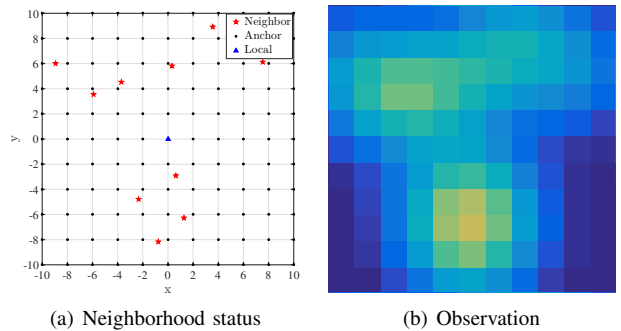 10
8
6
4
2
0
-2
-4
-6
-8
-10
y
Neighbor
Anchor
Local
-10 -8 -6 -4 -2 0 2 4 6 8 10
x
(a) Neighborhood status
(b) Observation